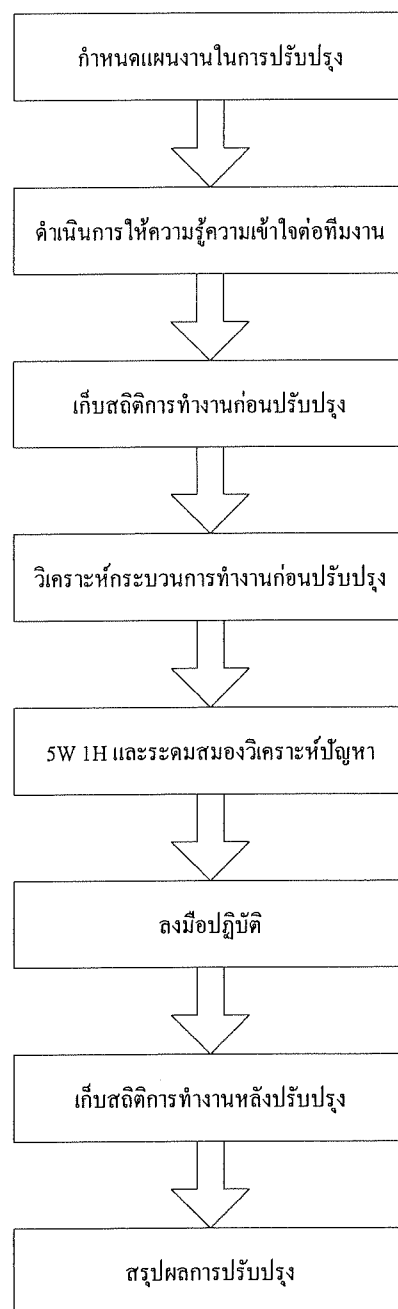 กำหนดแผนงานในการปรับปรุง
ดำเนินการให้ความรู้ความเข้าใจต่อทีมงาน
เก็บสถิติการทำงานก่อนปรับปรุง
วิเคราะห์กระบวนการทำงานก่อนปรับปรุง
5W 1H และระดมสมองวิเคราะห์ปัญหา
ลงมือปฏิบัติ
เก็บสถิติการทำงานหลังปรับปรุง
สรุปผลการปรับปรุง